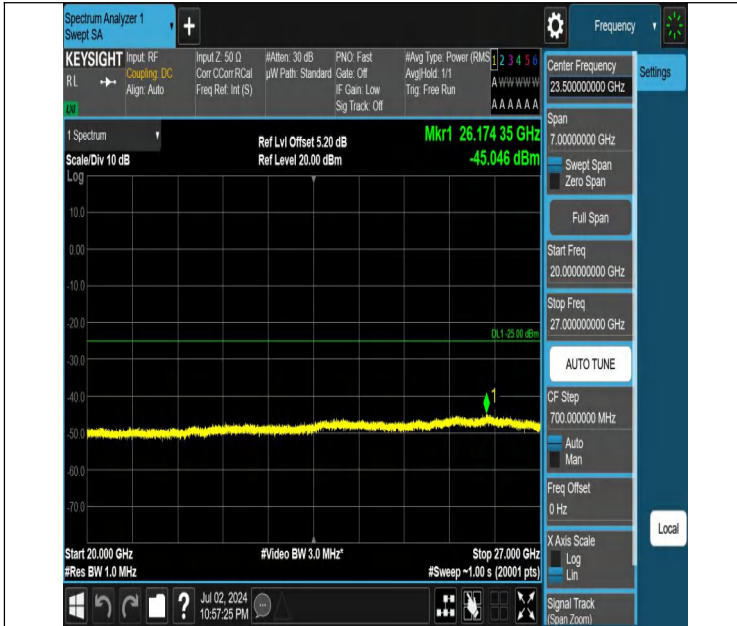 Spectrum Analyzer 1
Swept SA
Frequency
KEYSIGHT
RL
Input: RF
Coupling: DC
Align: Auto
Input Z: 50 Ω
Corr CCorr RCal
Freq Ref: Int (S)
#Atten: 30 dB
µW Path: Standard
PNO: Fast
Gate: Off
IF Gain: Low
Sig Track: Off
#Avg Type: Power (RMS
Avg|Hold: 1/1
Trig: Free Run
1 2 3 4 5 6
A W W W W W
A A A A A A
1 Spectrum
Scale/Div 10 dB
Ref Lvl Offset 5.20 dB
Ref Level 20.00 dBm
Mkr1 26.174 35 GHz
-45.046 dBm
Log
10.0
0.00
-10.0
-20.0
DL1 -25.00 dBm
-30.0
-40.0
1
-50.0
-60.0
-70.0
Start 20.000 GHz
#Res BW 1.0 MHz
#Video BW 3.0 MHz*
Stop 27.000 GHz
#Sweep ~1.00 s (20001 pts)
Center Frequency
23.500000000 GHz
Settings
Span
7.00000000 GHz
Swept Span
Zero Span
Full Span
Start Freq
20.000000000 GHz
Stop Freq
27.000000000 GHz
AUTO TUNE
CF Step
700.000000 MHz
Auto
Man
Freq Offset
0 Hz
X Axis Scale
Log
Lin
Local
Signal Track
(Span Zoom)
?
Jul 02, 2024
10:57:25 PM